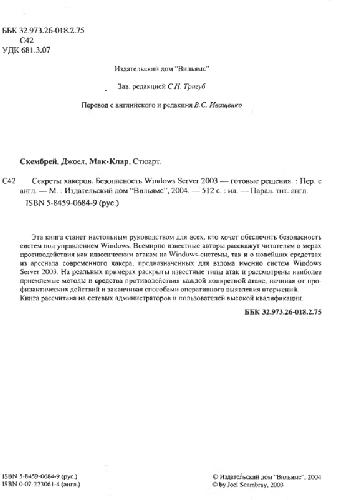 ББК 32.973.26-018.2.75
С42
УДК 681.3.07
Издательский дом "Вильямс"
Зав. редакцией С.Н. Тригуб
Перевод с английского и редакция В.С. Иващенко
Скембрей, Джоел, Мак-Клар, Стюарт.
С42 Секреты хакеров. Безопасность Windows Server 2003 — готовые решения. : Пер. с
англ. — М. : Издательский дом "Вильямс", 2004. — 512 с. : ил. — Парал. тит. англ.
ISBN 5-8459-0684-9 (рус.)
Эта книга станет настольным руководством для всех, кто хочет обеспечить безопасность
систем под управлением Windows. Всемирно известные авторы расскажут читателям о мерах
противодействия как классическим атакам на Windows системы, так и о новейших средствах
из арсенала современного хакера, предназначенных для взлома именно систем Windows
Server 2003. На реальных примерах раскрыты известные типы атак и рассмотрены наиболее
приемлемые методы и средства противодействия каждой конкретной атаке, начиная от про-
филактических действий и заканчивая способами оперативного выявления вторжений.
Книга рассчитана на сетевых администраторов и пользователей высокой квалификации.
ББК 32.973.26-018.2.75
ISBN 5-8459-0684-9 (рус.)
ISBN 0-07-223061-4 (англ.)
© Издательский дом "Вильямс", 2004
© by Joel Scambray, 2003